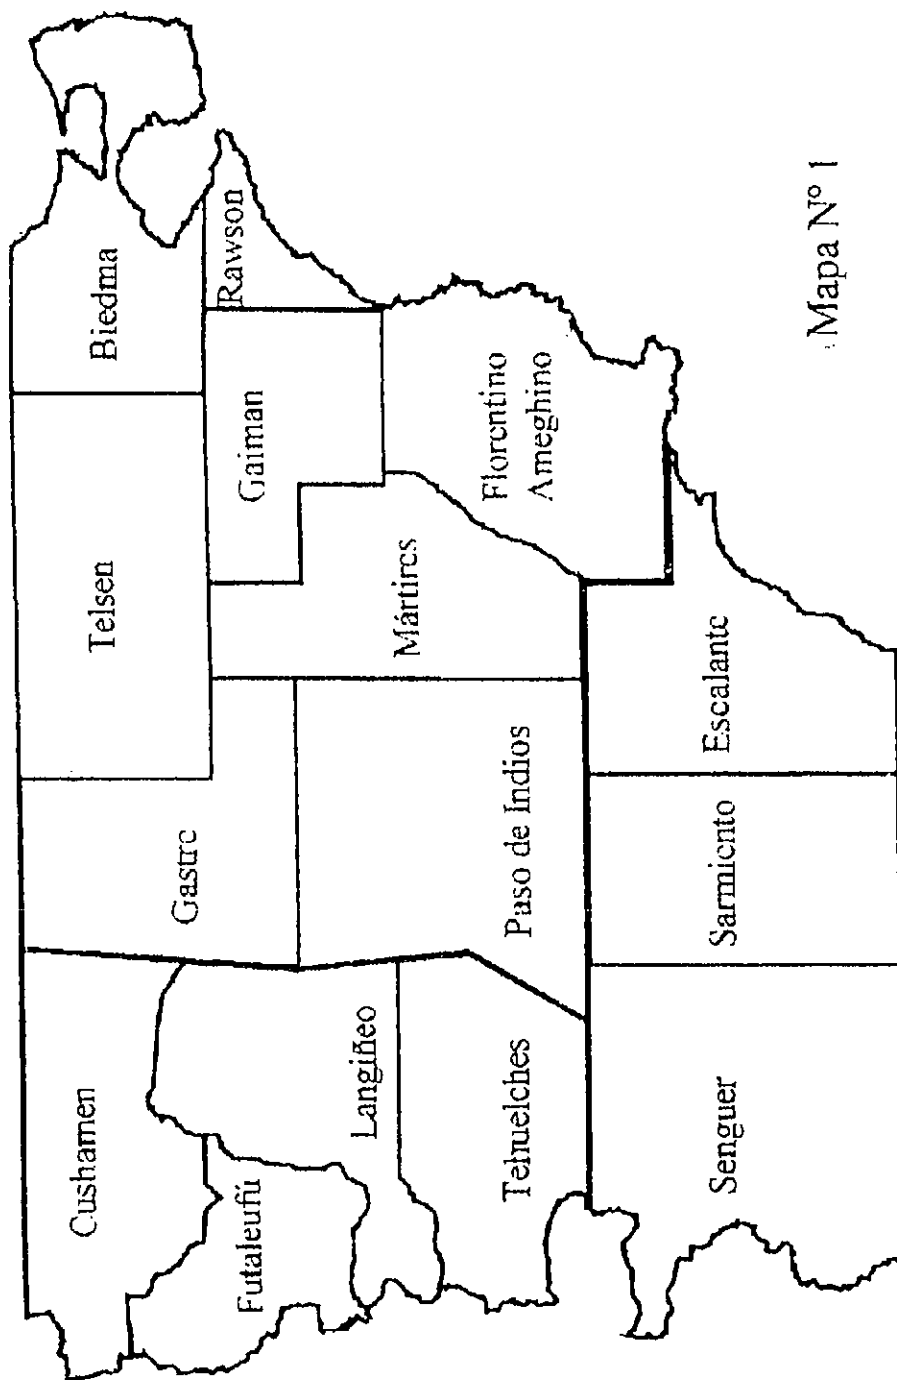 Cushamen
Gastre
Telsen
Biedma
Futaleufú
Langiñeo
Gaiman
Rawson
Tehuelches
Paso de Indios
Mártires
Florentino
Ameghino
Senguer
Sarmiento
Escalante
Mapa Nº 1